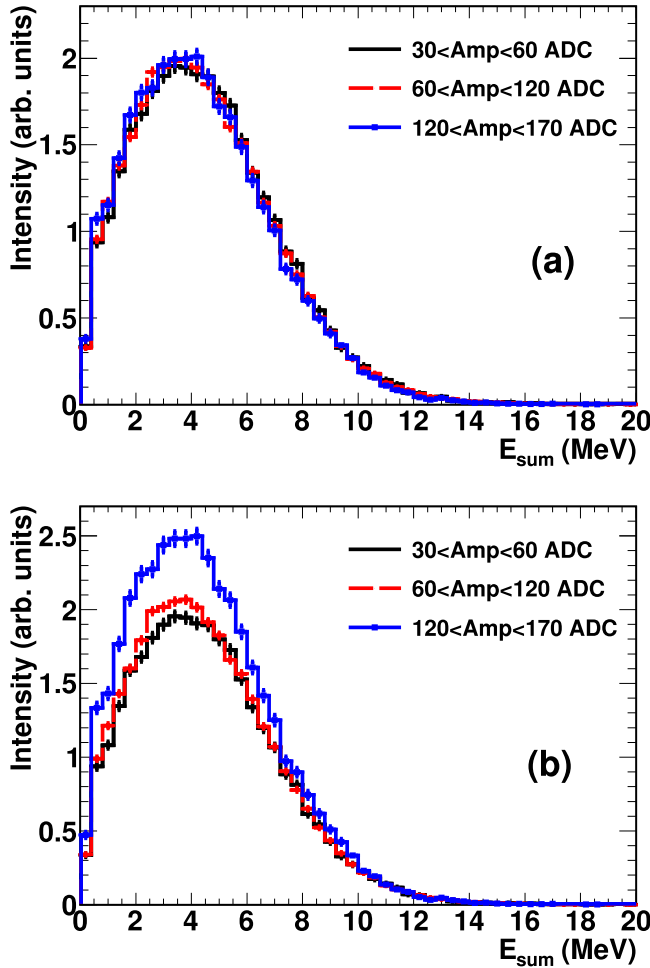 Intensity (arb. units)
2
1.5
1
0.5
0
30<Amp<60 ADC
60<Amp<120 ADC
120<Amp<170 ADC
(a)
0 2 4 6 8 10 12 14 16 18 20
E_sum (MeV)
Intensity (arb. units)
2.5
2
1.5
1
0.5
0
30<Amp<60 ADC
60<Amp<120 ADC
120<Amp<170 ADC
(b)
0 2 4 6 8 10 12 14 16 18 20
E_sum (MeV)